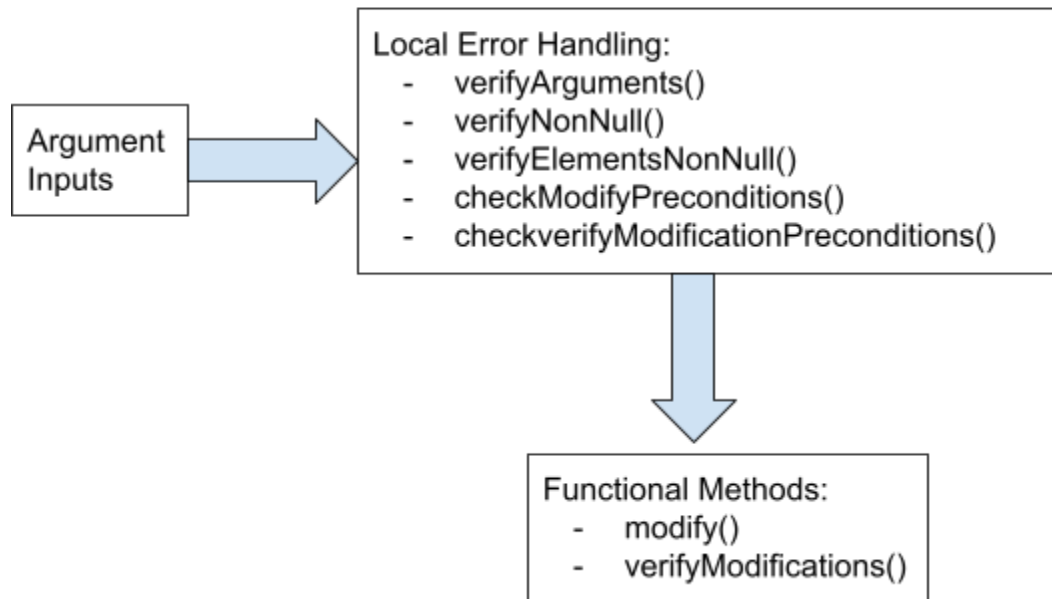 Argument
Inputs
Local Error Handling:
- verifyArguments()
- verifyNonNull()
- verifyElementsNonNull()
- checkModifyPreconditions()
- checkverifyModificationPreconditions()
Functional Methods:
- modify()
- verifyModifications()